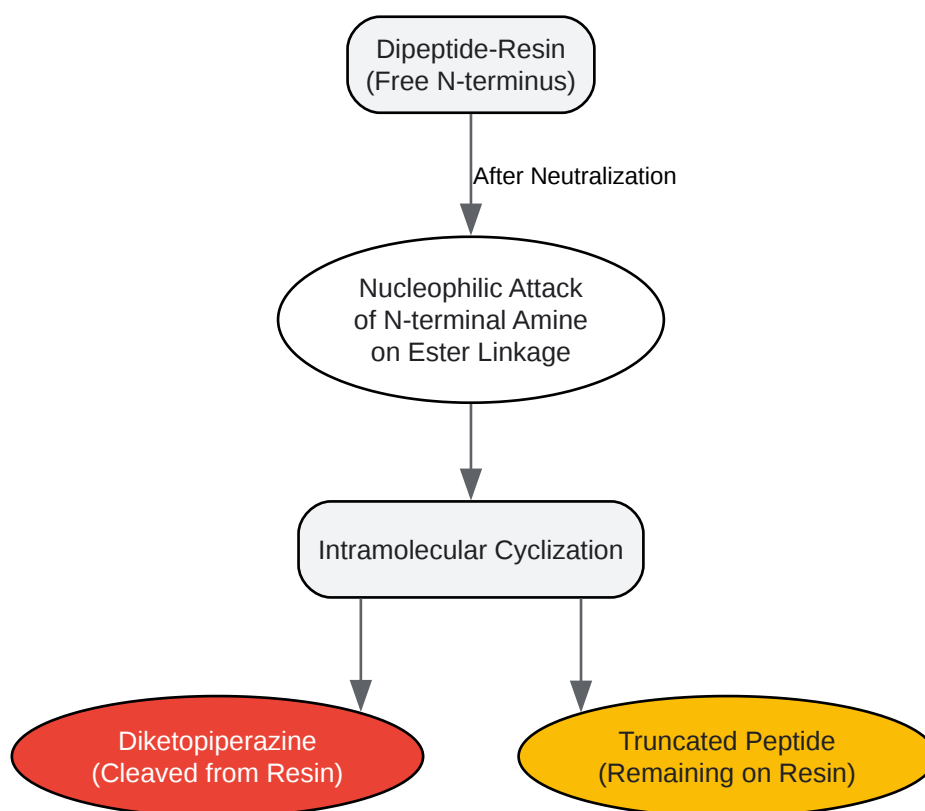 Dipeptide-Resin
(Free N-terminus)
After Neutralization
Nucleophilic Attack
of N-terminal Amine
on Ester Linkage
Intramolecular Cyclization
Diketopiperazine
(Cleaved from Resin)
Truncated Peptide
(Remaining on Resin)